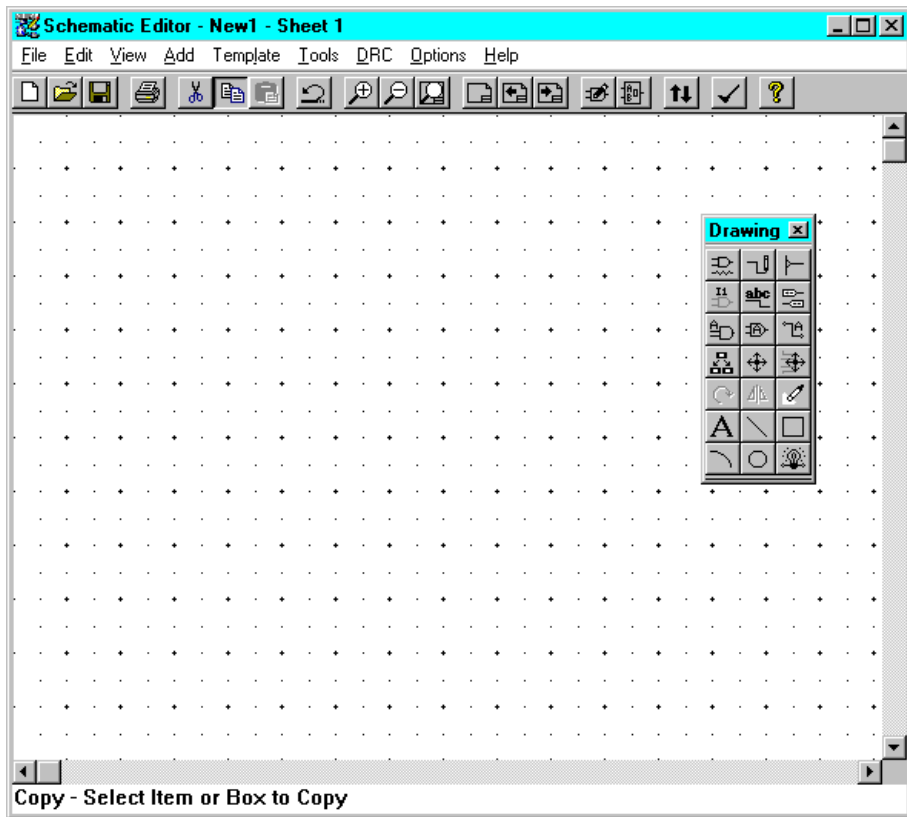 Schematic Editor - New1 - Sheet 1
File Edit View Add Template Tools DRC Options Help
Drawing
I1 abc
A A A
A
Copy - Select Item or Box to Copy